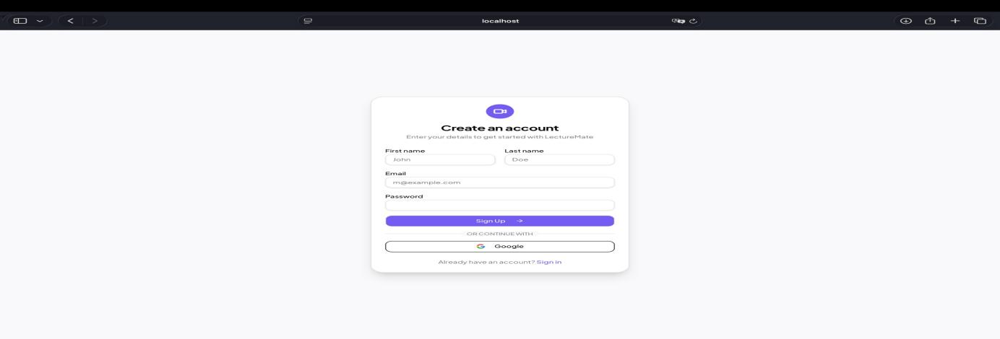 localhost
Create an account
Enter your details to get started with LectureMate
First name
Last name
John
Doe
Email
m@example.com
Password
Sign Up →
OR CONTINUE WITH
Google
Already have an account? Sign in